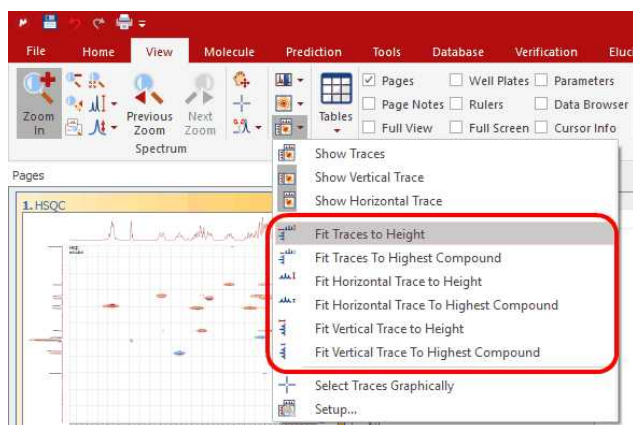 File Home View Molecule Prediction Tools Database Verification Eluci
Zoom In
Previous Zoom
Next Zoom
Spectrum
Tables
Pages Well Plates Parameters
Page Notes Rulers Data Browser
Full View Full Screen Cursor Info
Pages
1. HSQC
Show Traces
Show Vertical Trace
Show Horizontal Trace
Fit Traces to Height
Fit Traces To Highest Compound
Fit Horizontal Trace to Height
Fit Horizontal Trace To Highest Compound
Fit Vertical Trace to Height
Fit Vertical Trace To Highest Compound
Select Traces Graphically
Setup...